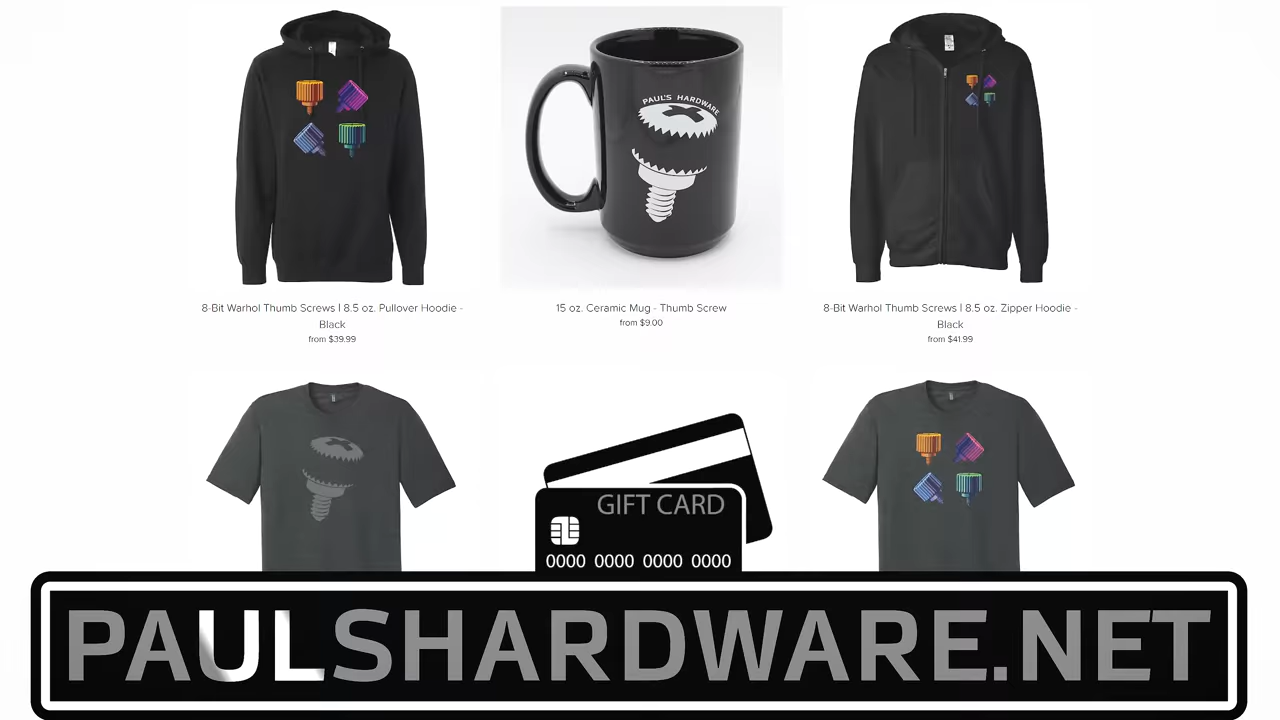 PAUL'S HARDWARE
8-Bit Warhol Thumb Screws | 8.5 oz. Pullover Hoodie -
Black
from $39.99
15 oz. Ceramic Mug - Thumb Screw
from $9.00
8-Bit Warhol Thumb Screws | 8.5 oz. Zipper Hoodie -
Black
from $41.99
GIFT CARD
0000 0000 0000 0000
PAULSHARDWARE.NET